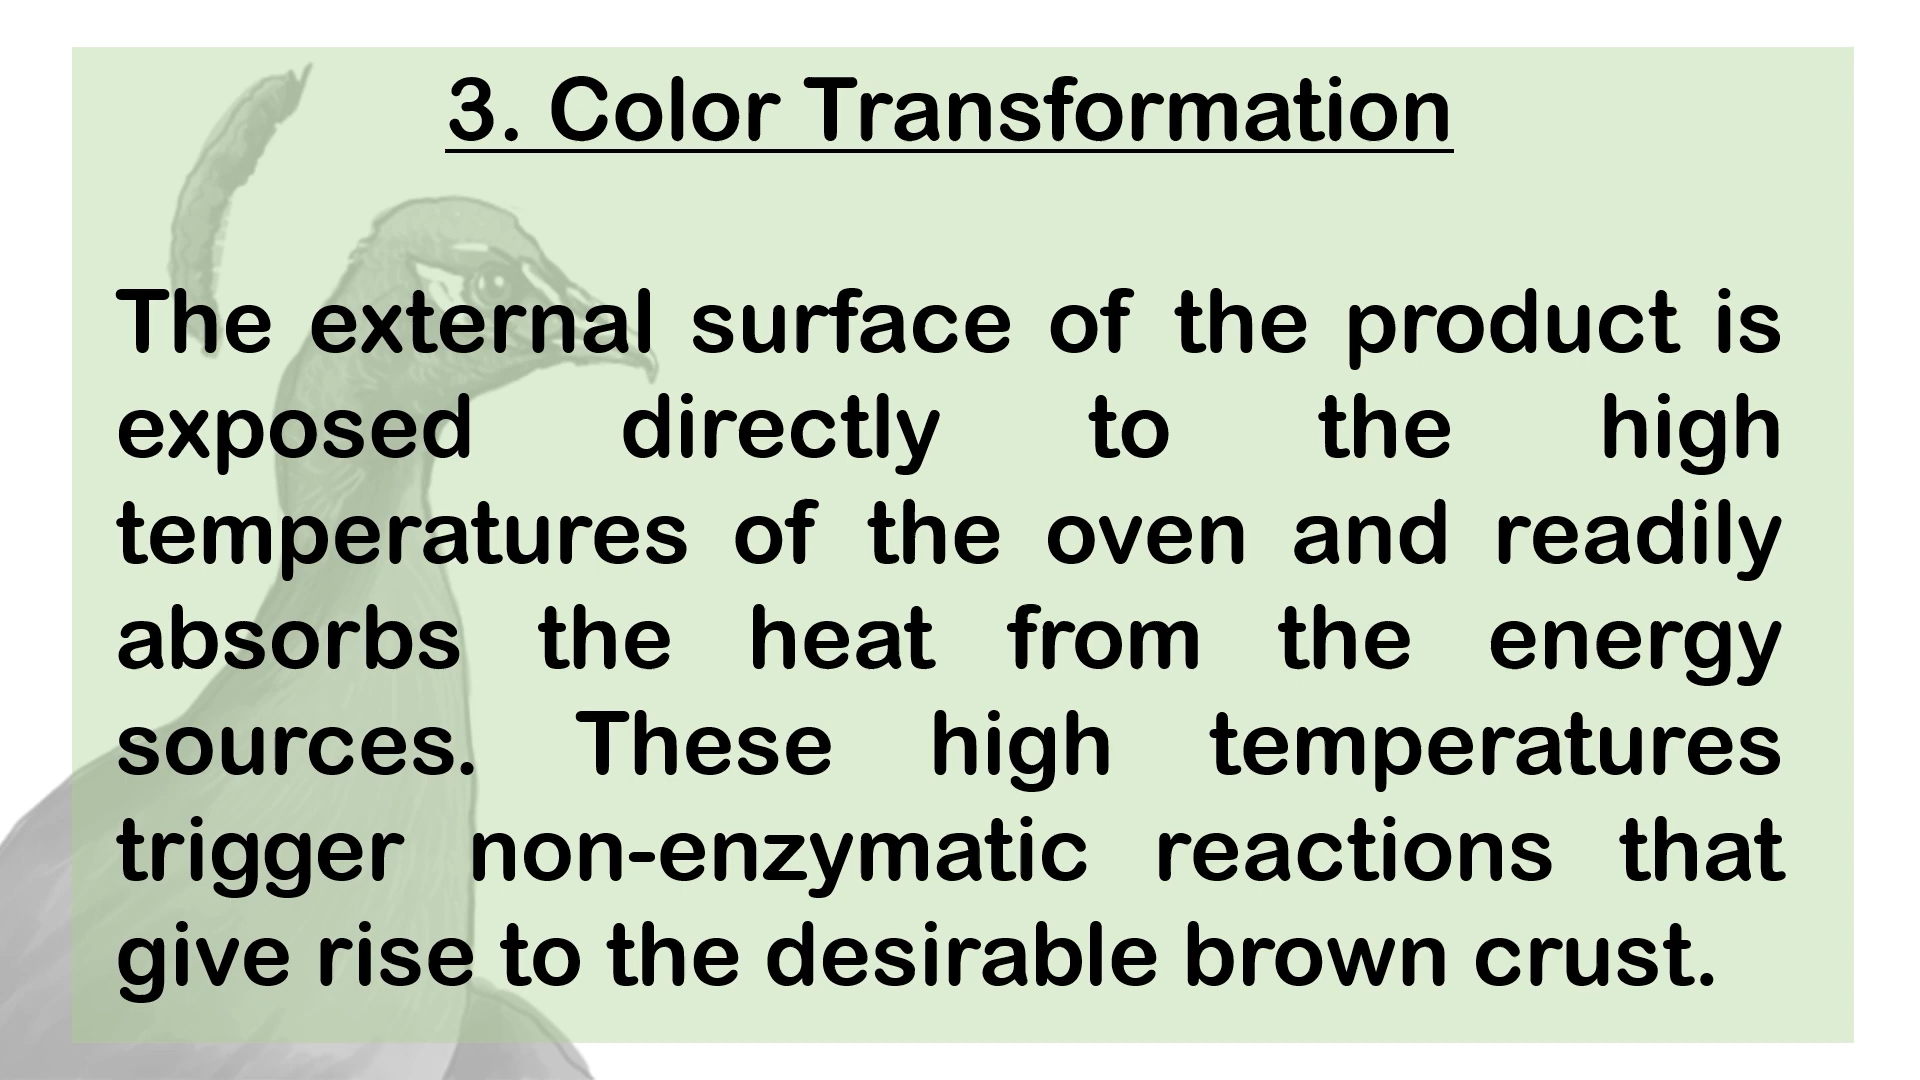 3. Color Transformation
The external surface of the product is
exposed directly to the high
temperatures of the oven and readily
absorbs the heat from the energy
sources. These high temperatures
trigger non-enzymatic reactions that
give rise to the desirable brown crust.